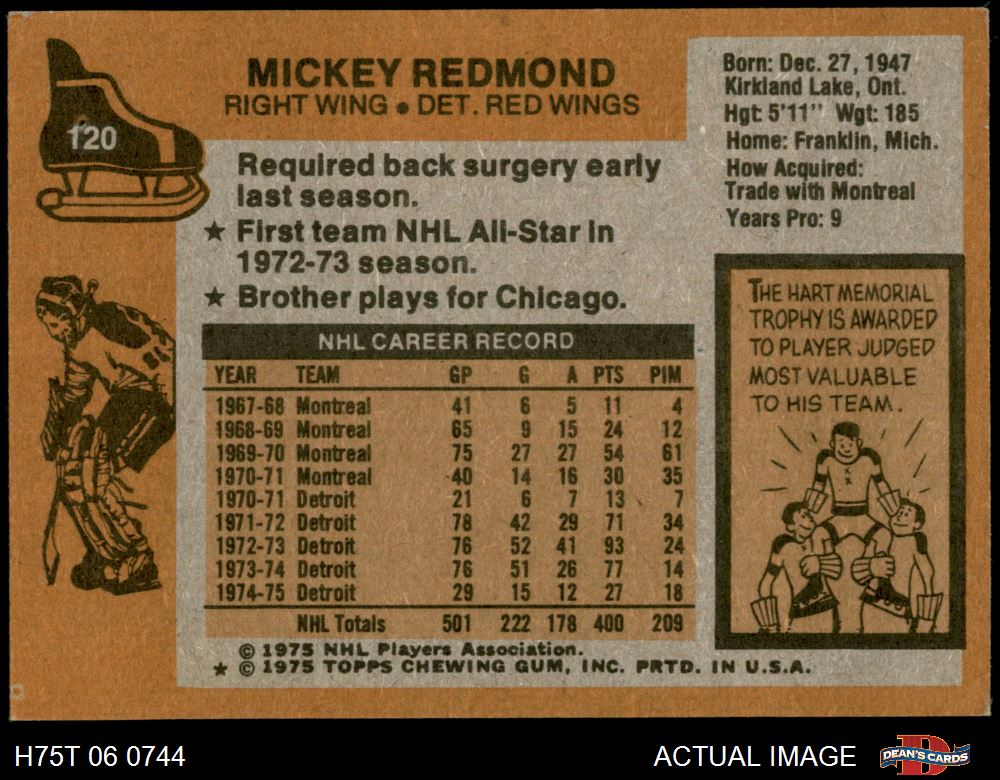 120
MICKEY REDMOND
RIGHT WING ● DET. RED WINGS
Born: Dec. 27, 1947
Kirkland Lake, Ont.
Hgt: 5'11" Wgt: 185
Home: Franklin, Mich.
How Acquired:
Trade with Montreal
Years Pro: 9
Required back surgery early
last season.
★ First team NHL All-Star in
1972-73 season.
★ Brother plays for Chicago.
NHL CAREER RECORD
YEAR TEAM GP G A PTS PIM
1967-68 Montreal 41 6 5 11 4
1968-69 Montreal 65 9 15 24 12
1969-70 Montreal 75 27 27 54 61
1970-71 Montreal 40 14 16 30 35
1970-71 Detroit 21 6 7 13 7
1971-72 Detroit 78 42 29 71 34
1972-73 Detroit 76 52 41 93 24
1973-74 Detroit 76 51 26 77 14
1974-75 Detroit 29 15 12 27 18
NHL Totals 501 222 178 400 209
© 1975 NHL Players Association.
★ © 1975 TOPPS CHEWING GUM, INC. PRTD. IN U.S.A.
THE HART MEMORIAL
TROPHY IS AWARDED
TO PLAYER JUDGED
MOST VALUABLE
TO HIS TEAM.
H75T 06 0744
ACTUAL IMAGE
D
DEAN'S CARDS